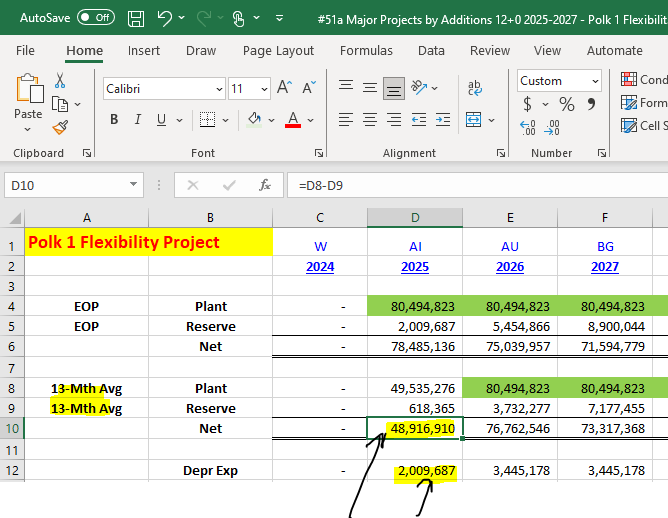 AutoSave Off #51a Major Projects by Additions 12+0 2025-2027 - Polk 1 Flexibilit
File Home Insert Draw Page Layout Formulas Data Review View Automate
Calibri 11 A^ A ab Custom Cond
Paste B I U A $ % 9 Form
Cell S
Clipboard Font Alignment Number
D10 fx =D8-D9
A B C D E F
1 Polk 1 Flexibility Project W AI AU BG
2 2024 2025 2026 2027
3
4 EOP Plant - 80,494,823 80,494,823 80,494,823
5 EOP Reserve - 2,009,687 5,454,866 8,900,044
6 Net - 78,485,136 75,039,957 71,594,779
7
8 13-Mth Avg Plant - 49,535,276 80,494,823 80,494,823
9 13-Mth Avg Reserve - 618,365 3,732,277 7,177,455
10 Net - 48,916,910 76,762,546 73,317,368
11
12 Depr Exp - 2,009,687 3,445,178 3,445,178